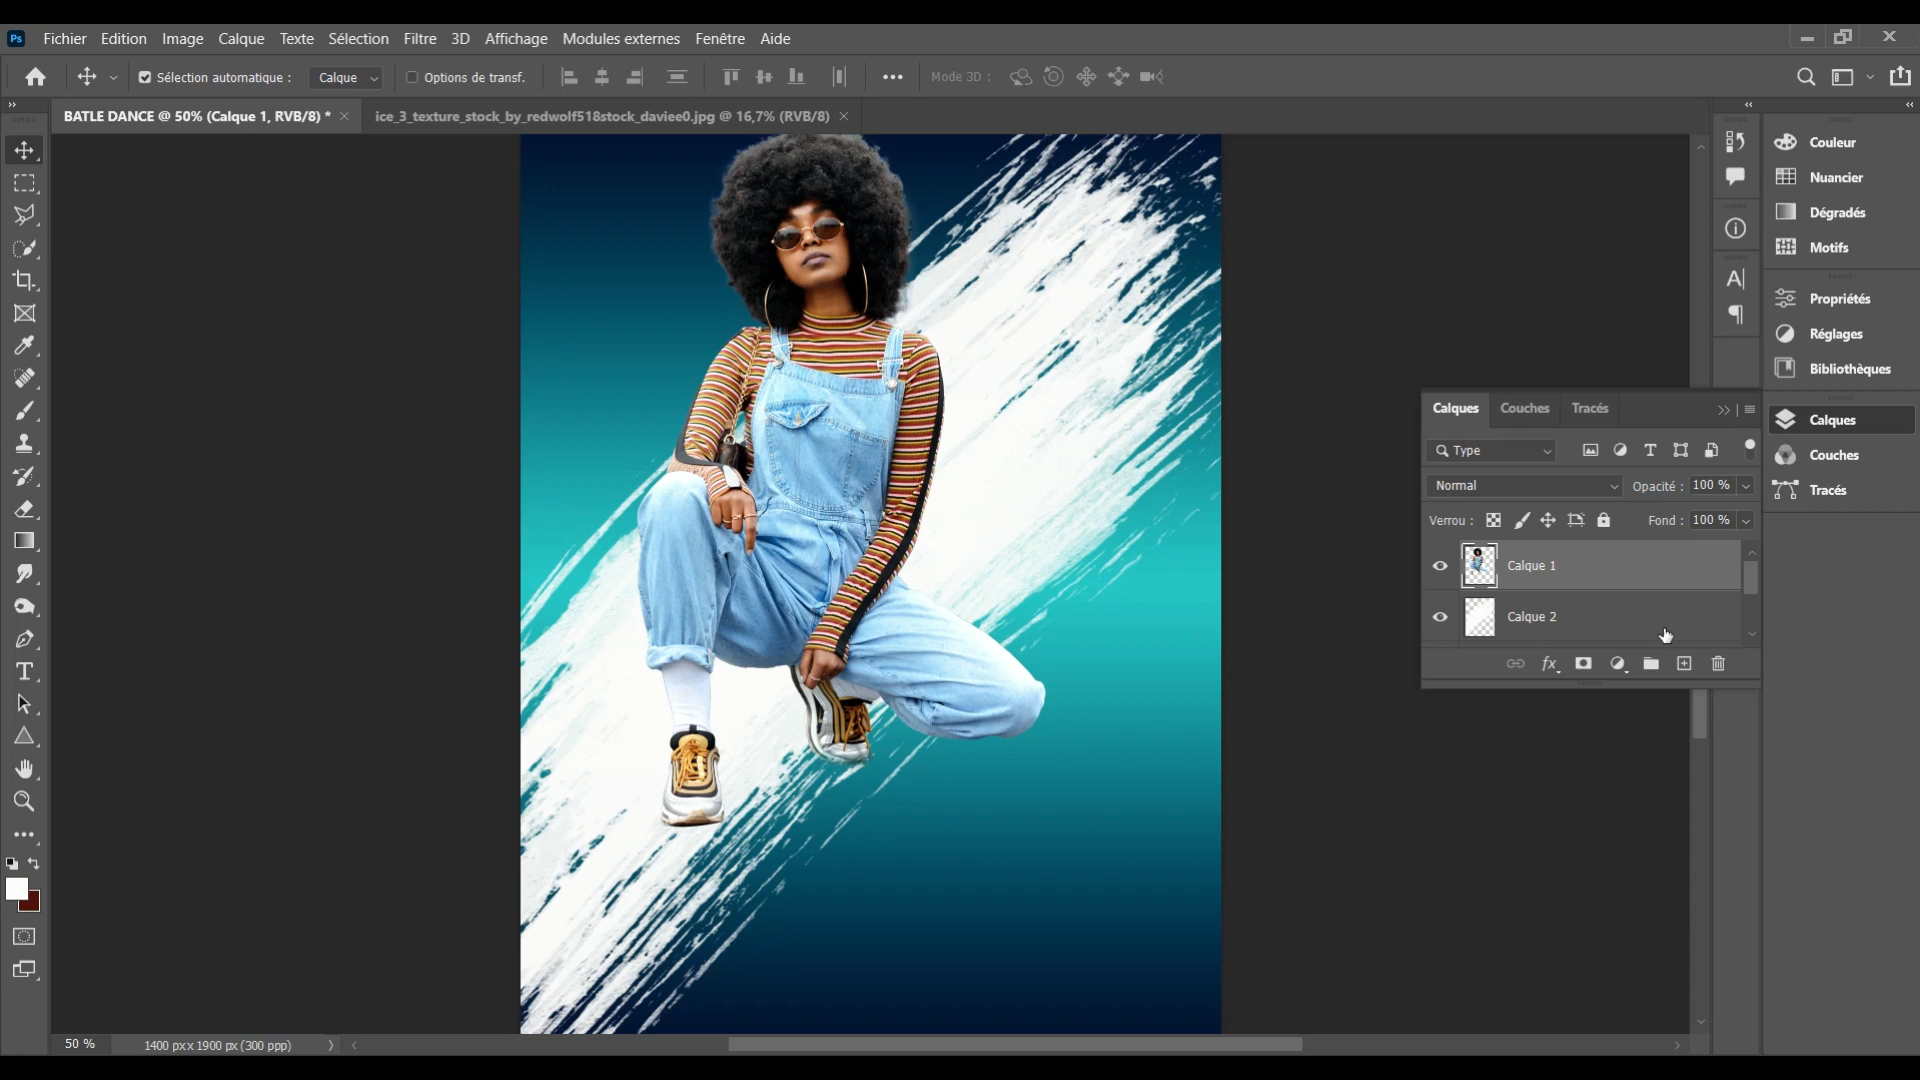 Ps Fichier Edition Image Calque Texte Sélection Filtre 3D Affichage Modules externes Fenêtre Aide
Sélection automatique : Calque Options de transf. Mode 3D :
BATLE DANCE @ 50% (Calque 1, RVB/8) * ice_3_texture_stock_by_redwolf518stock_daviee0.jpg @ 16,7% (RVB/8)
Couleur
Nuancier
Dégradés
Motifs
Propriétés
Réglages
Bibliothèques
Calques
Couches
Tracés
Calques Couches Tracés
Type
Normal Opacité : 100 %
Verrou : Fond : 100 %
Calque 1
Calque 2
fx
50 % 1400 px x 1900 px (300 ppp)